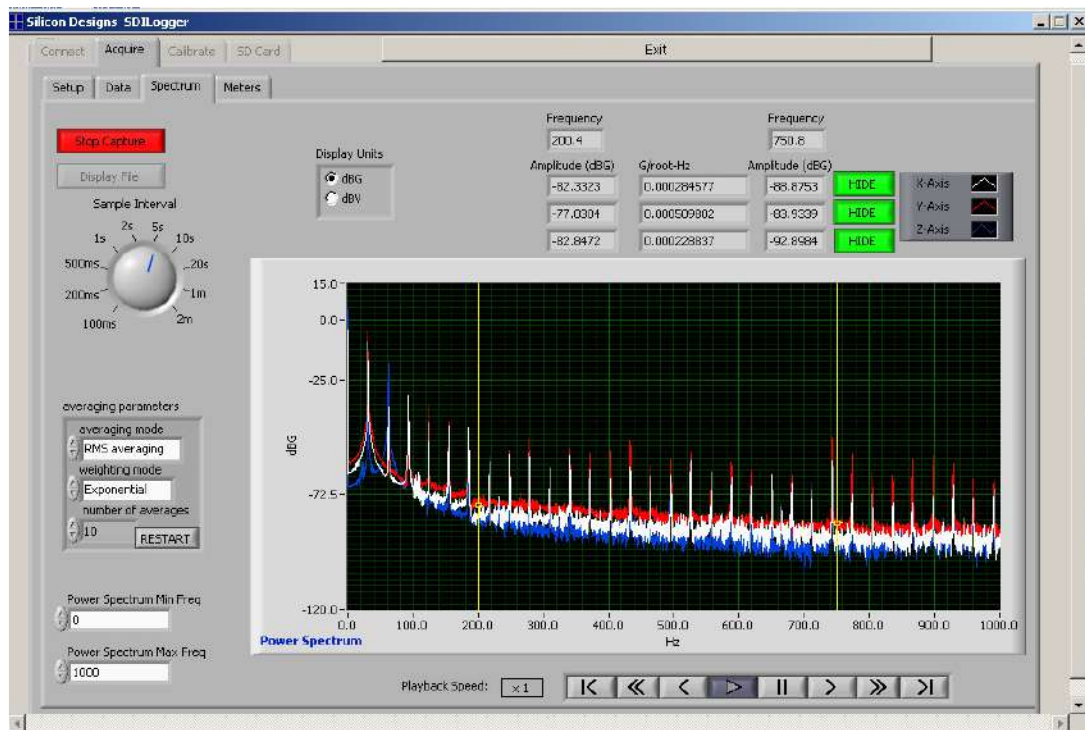 Silicon Designs SDILogger
Connect Acquire Calibrate SD Card Exit
Setup Data Spectrum Meters
Stop Capture
Display File
Sample Interval
100ms 200ms 500ms 1s 2s 5s 10s 20s 1m 2m
Display Units
dBG
dBV
Frequency Frequency
200.4 750.8
Amplitude (dBG) G/root-Hz Amplitude (dBG)
-82.3323 0.000284577 -88.8753 HIDE X-Axis
-77.0304 0.000509802 -83.9339 HIDE Y-Axis
-82.8472 0.000228837 -92.8984 HIDE Z-Axis
averaging parameters
averaging mode
RMS averaging
weighting mode
Exponential
number of averages
10 RESTART
Power Spectrum Min Freq
0
Power Spectrum Max Freq
1000
dBG
15.0
0.0
-25.0
-72.5
-120.0
0.0 100.0 200.0 300.0 400.0 500.0 600.0 700.0 800.0 900.0 1000.0
Power Spectrum Hz
Playback Speed: x1